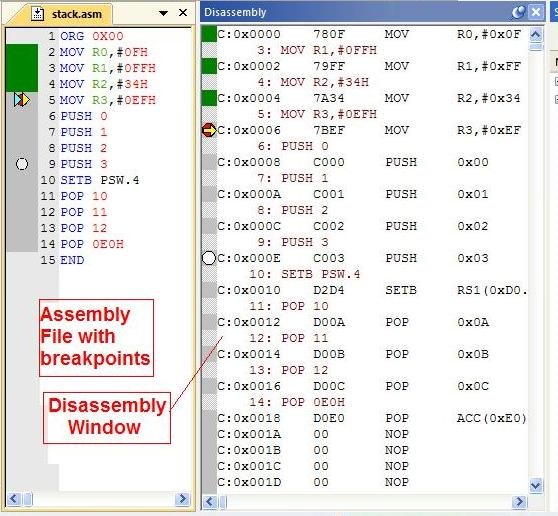 stack.asm
1 ORG 0X00
2 MOV R0,#0FH
3 MOV R1,#0FFH
4 MOV R2,#34H
5 MOV R3,#0EFH
6 PUSH 0
7 PUSH 1
8 PUSH 2
9 PUSH 3
10 SETB PSW.4
11 POP 10
12 POP 11
13 POP 12
14 POP 0E0H
15 END
Assembly
File with
breakpoints
Disassembly
Window
Disassembly
C:0x0000 780F MOV R0,#0x0F
3: MOV R1,#0FFH
C:0x0002 79FF MOV R1,#0xFF
4: MOV R2,#34H
C:0x0004 7A34 MOV R2,#0x34
5: MOV R3,#0EFH
C:0x0006 7BEF MOV R3,#0xEF
6: PUSH 0
C:0x0008 C000 PUSH 0x00
7: PUSH 1
C:0x000A C001 PUSH 0x01
8: PUSH 2
C:0x000C C002 PUSH 0x02
9: PUSH 3
C:0x000E C003 PUSH 0x03
10: SETB PSW.4
C:0x0010 D2D4 SETB RS1(0xD0.
11: POP 10
C:0x0012 D00A POP 0x0A
12: POP 11
C:0x0014 D00B POP 0x0B
13: POP 12
C:0x0016 D00C POP 0x0C
14: POP 0E0H
C:0x0018 D0E0 POP ACC(0xE0)
C:0x001A 00 NOP
C:0x001B 00 NOP
C:0x001C 00 NOP
C:0x001D 00 NOP